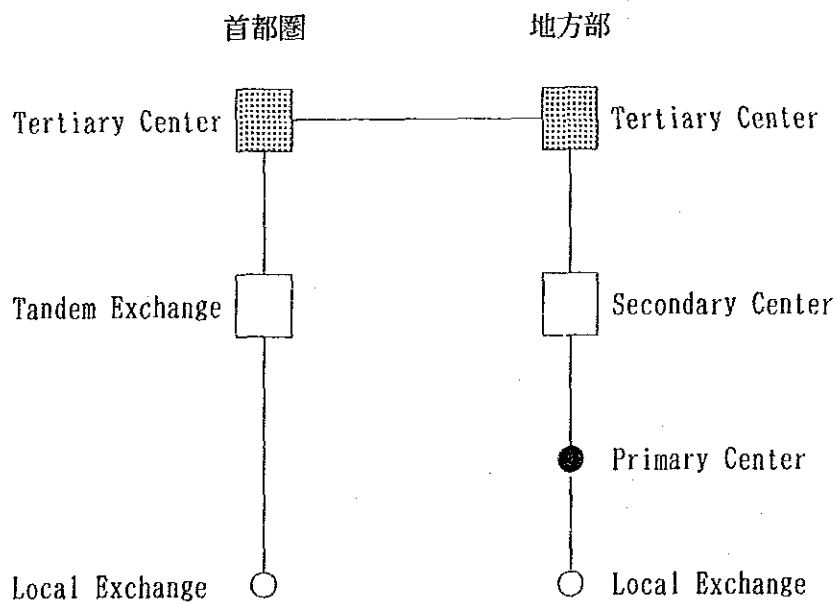 首都圏 地方部
Tertiary Center Tertiary Center
Tandem Exchange Secondary Center
Primary Center
Local Exchange Local Exchange